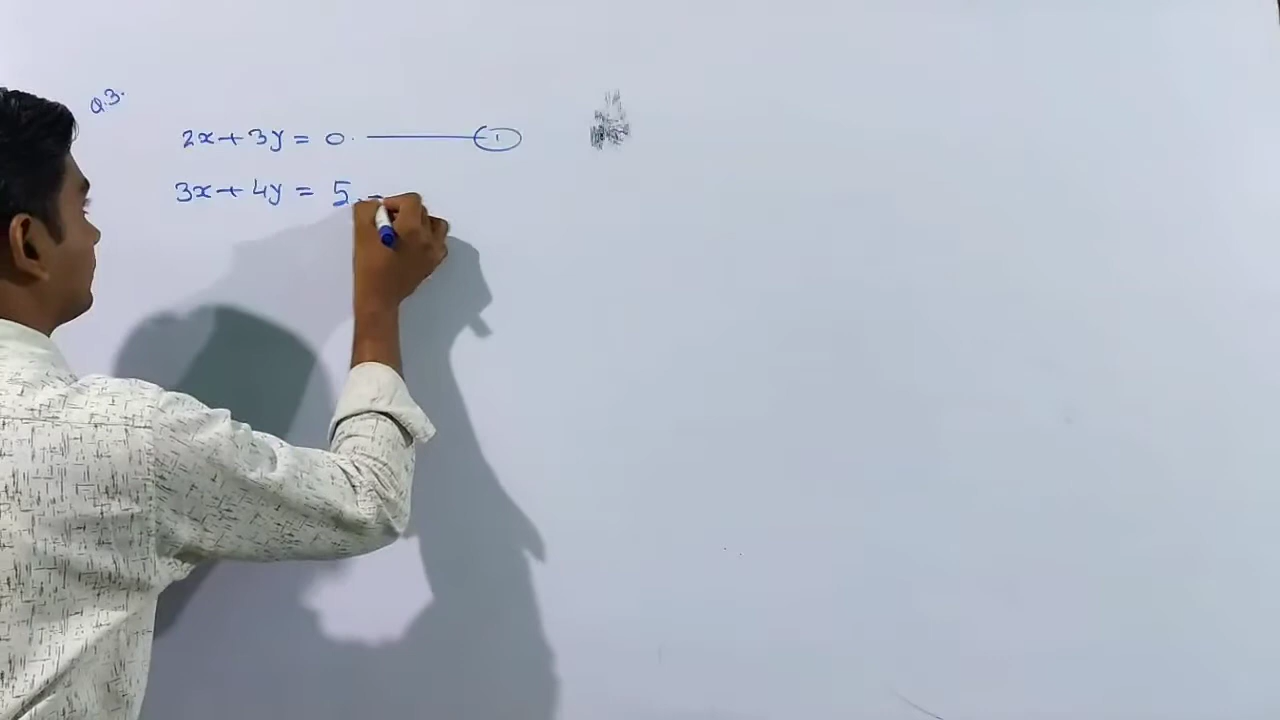 Q.3.
2x + 3y = 0. ——— ①
3x + 4y = 5. —